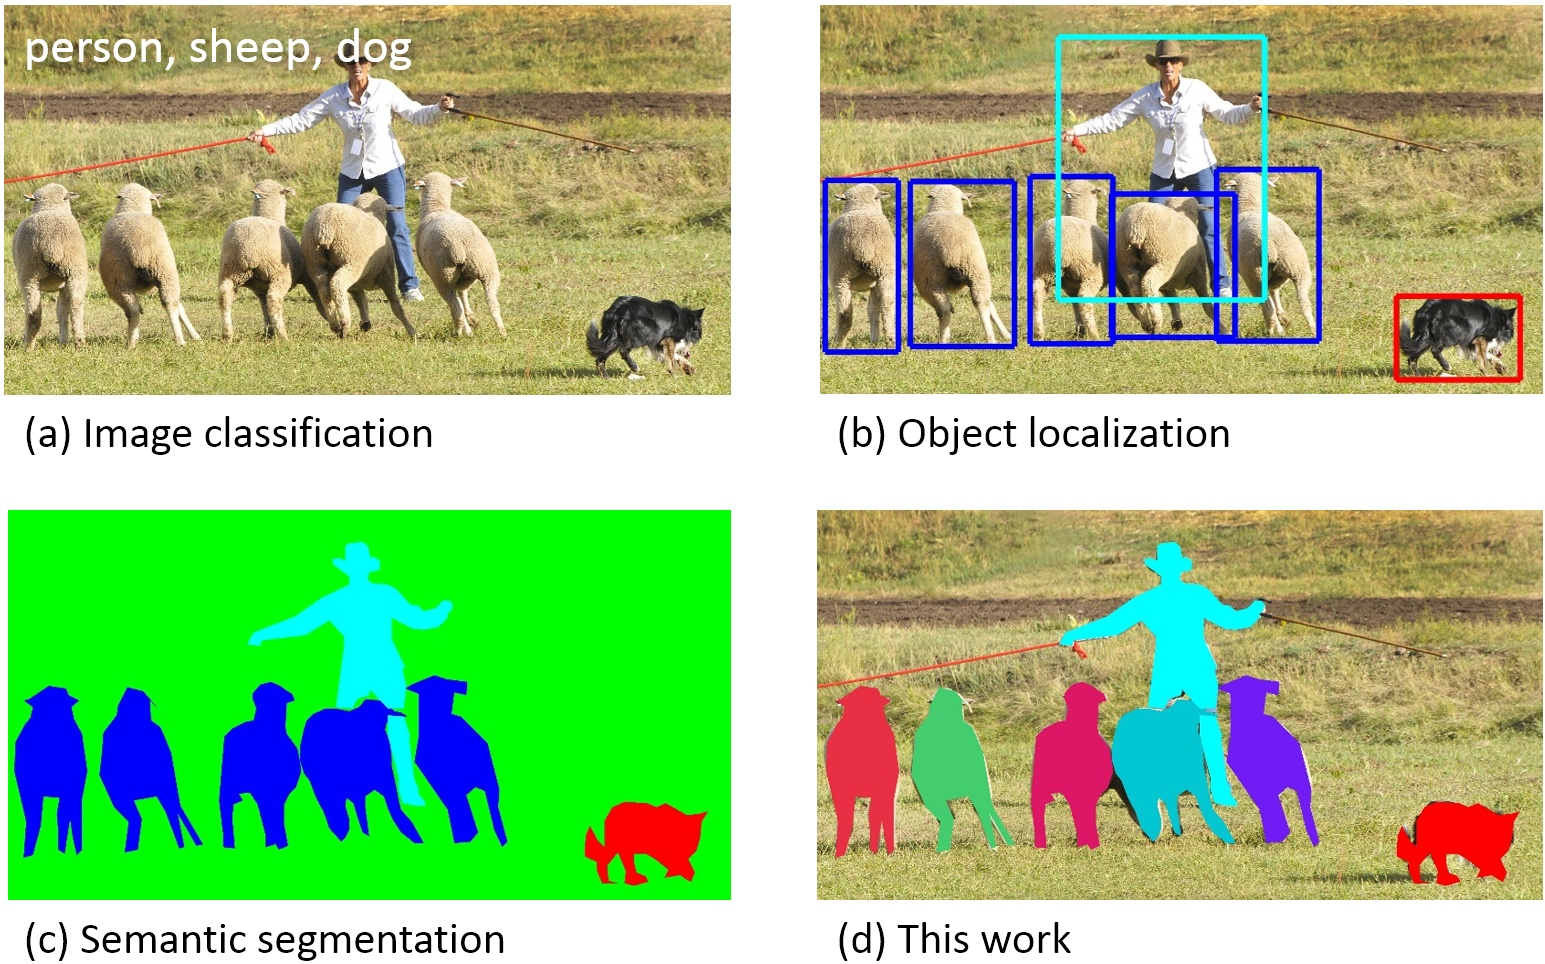 person, sheep, dog
(a) Image classification
(b) Object localization
(c) Semantic segmentation
(d) This work